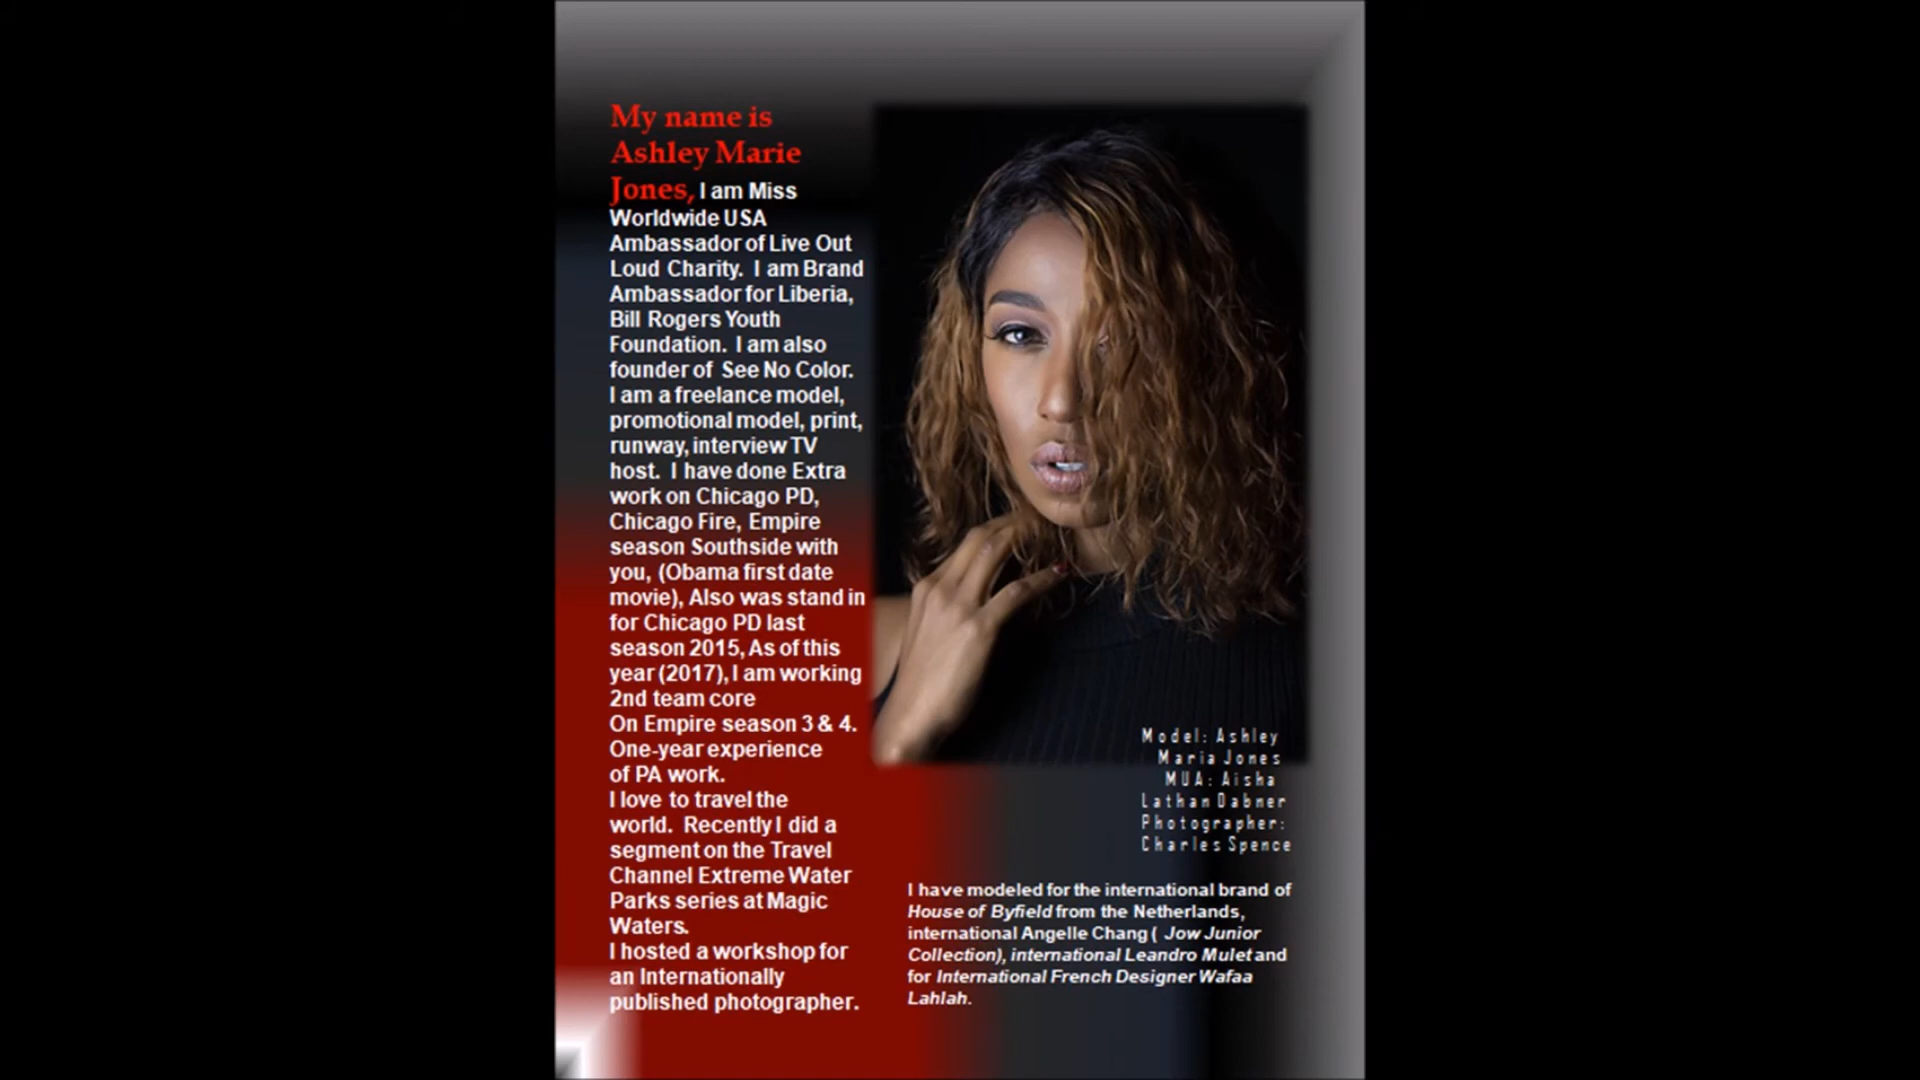 My name is
Ashley Marie
Jones, I am Miss
Worldwide USA
Ambassador of Live Out
Loud Charity. I am Brand
Ambassador for Liberia,
Bill Rogers Youth
Foundation. I am also
founder of See No Color.
I am a freelance model,
promotional model, print,
runway, interview TV
host. I have done Extra
work on Chicago PD,
Chicago Fire, Empire
season Southside with
you, (Obama first date
movie), Also was stand in
for Chicago PD last
season 2015, As of this
year (2017), I am working
2nd team core
On Empire season 3 & 4.
One-year experience
of PA work.
I love to travel the
world. Recently I did a
segment on the Travel
Channel Extreme Water
Parks series at Magic
Waters.
I hosted a workshop for
an Internationally
published photographer.
Model: Ashley
Maria Jones
MUA: Aisha
Lathan Dabner
Photographer:
Charles Spence
I have modeled for the international brand of
House of Byfield from the Netherlands,
international Angelle Chang ( Jow Junior
Collection), international Leandro Mulet and
for International French Designer Wafaa
Lahlah.